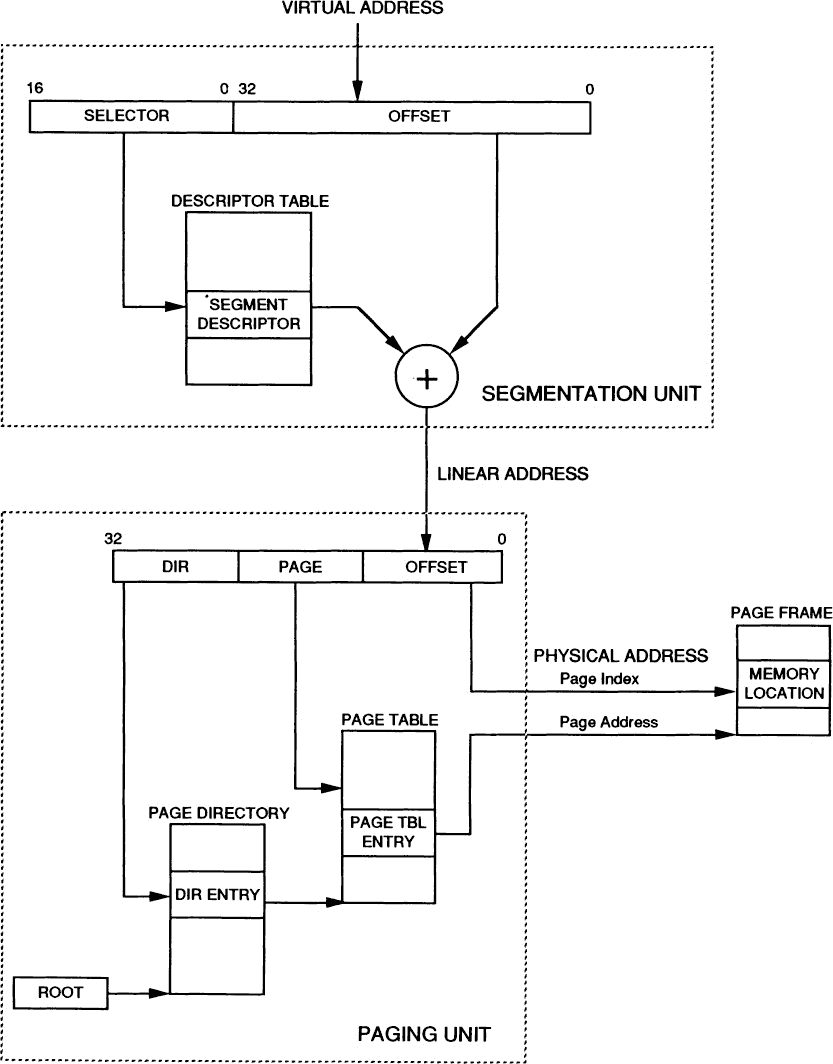 VIRTUAL ADDRESS
16 0 32 0
SELECTOR OFFSET
DESCRIPTOR TABLE
SEGMENT
DESCRIPTOR
+
SEGMENTATION UNIT
LINEAR ADDRESS
32 0
DIR PAGE OFFSET
PAGE FRAME
MEMORY
LOCATION
PHYSICAL ADDRESS
Page Index
Page Address
PAGE TABLE
PAGE TBL
ENTRY
PAGE DIRECTORY
DIR ENTRY
ROOT
PAGING UNIT